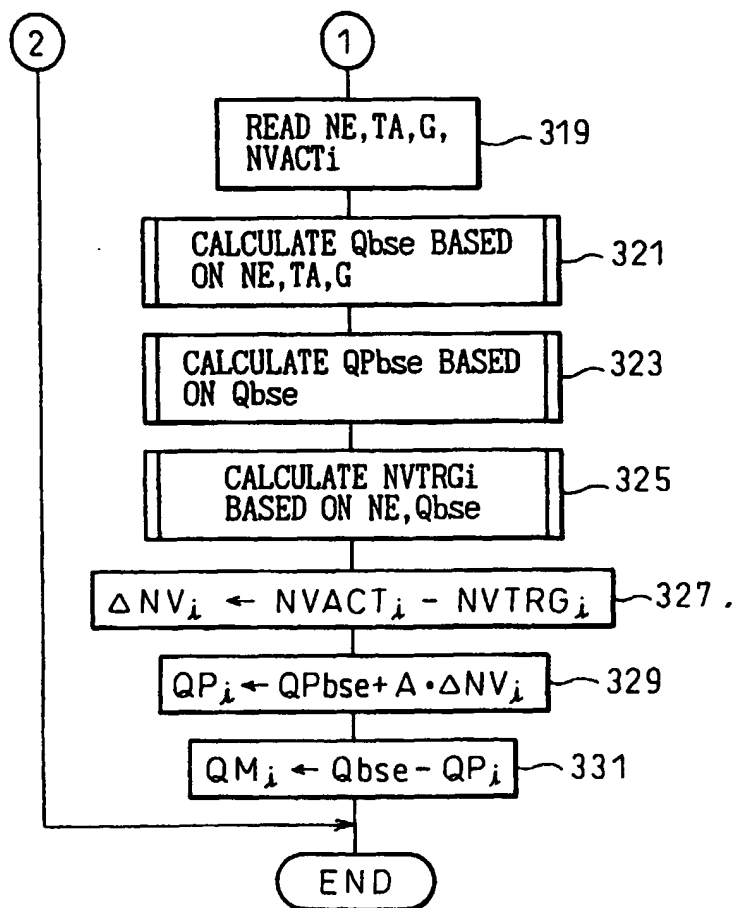 2 1
READ NE,TA,G,
NVACTi
319
CALCULATE Qbse BASED
ON NE,TA,G
321
CALCULATE QPbse BASED
ON Qbse
323
CALCULATE NVTRGi
BASED ON NE,Qbse
325
ΔNVi ← NVACTi - NVTRGi
327.
QPi ← QPbse + A・ΔNVi
329
QMi ← Qbse - QPi
331
END